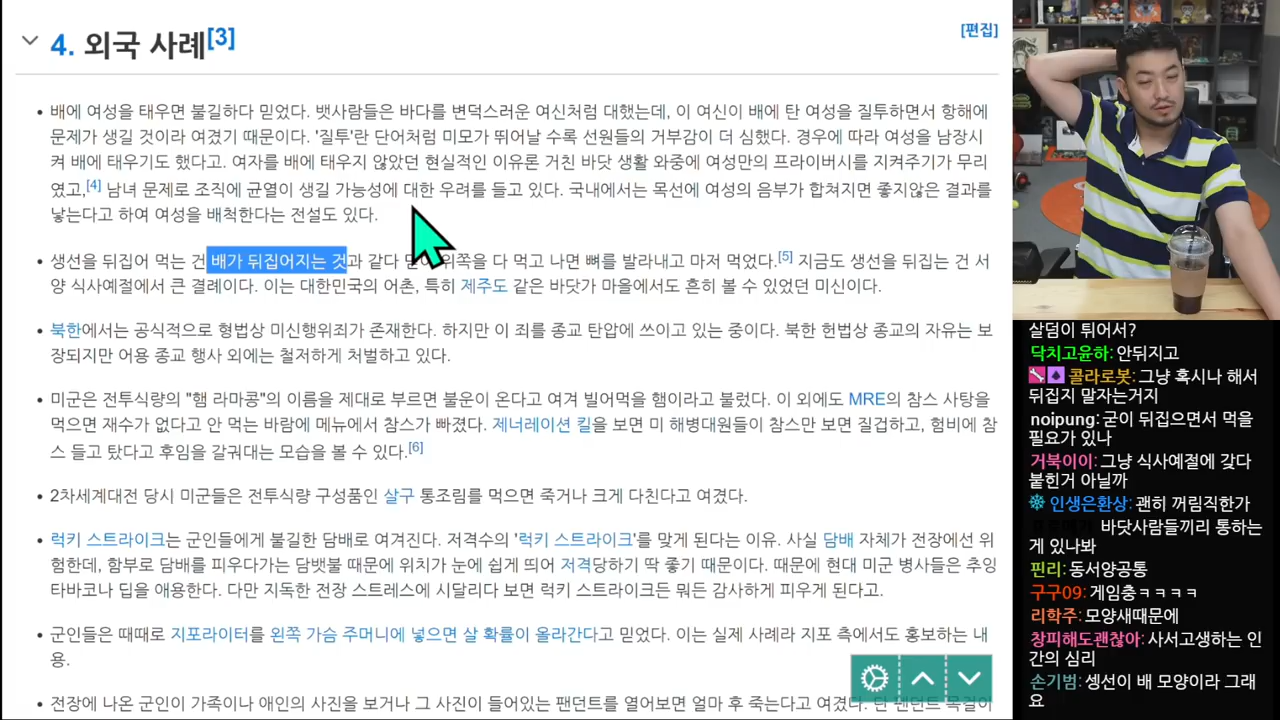 4. 외국 사례[3]
[편집]
배에 여성을 태우면 불길하다 믿었다. 뱃사람들은 바다를 변덕스러운 여신처럼 대했는데, 이 여신이 배에 탄 여성을 질투하면서 항해에
문제가 생길 것이라 여겼기 때문이다. '질투'란 단어처럼 미모가 뛰어날 수록 선원들의 거부감이 더 심했다. 경우에 따라 여성을 남장시
켜 배에 태우기도 했다고. 여자를 배에 태우지 않았던 현실적인 이유론 거친 바닷 생활 와중에 여성만의 프라이버시를 지켜주기가 무리
였고,[4] 남녀 문제로 조직에 균열이 생길 가능성에 대한 우려를 들고 있다. 국내에서는 목선에 여성의 음부가 합쳐지면 좋지않은 결과를
낳는다고 하여 여성을 배척한다는 전설도 있다.
생선을 뒤집어 먹는 건 배가 뒤집어지는 것과 같다 위쪽을 다 먹고 나면 뼈를 발라내고 마저 먹었다.[5] 지금도 생선을 뒤집는 건 서
양 식사예절에서 큰 결례이다. 이는 대한민국의 어촌, 특히 제주도 같은 바닷가 마을에서도 흔히 볼 수 있었던 미신이다.
북한에서는 공식적으로 형법상 미신행위죄가 존재한다. 하지만 이 죄를 종교 탄압에 쓰이고 있는 중이다. 북한 헌법상 종교의 자유는 보
장되지만 어용 종교 행사 외에는 철저하게 처벌하고 있다.
미군은 전투식량의 "햄 라마콩"의 이름을 제대로 부르면 불운이 온다고 여겨 빌어먹을 햄이라고 불렀다. 이 외에도 MRE의 참스 사탕을
먹으면 재수가 없다고 안 먹는 바람에 메뉴에서 참스가 빠졌다. 제너레이션 킬을 보면 미 해병대원들이 참스만 보면 질겁하고, 험비에 참
스 들고 탔다고 후임을 갈궈대는 모습을 볼 수 있다.[6]
2차세계대전 당시 미군들은 전투식량 구성품인 살구 통조림를 먹으면 죽거나 크게 다친다고 여겼다.
럭키 스트라이크는 군인들에게 불길한 담배로 여겨진다. 저격수의 '럭키 스트라이크'를 맞게 된다는 이유. 사실 담배 자체가 전장에선 위
험한데, 함부로 담배를 피우다가는 담뱃불 때문에 위치가 눈에 쉽게 띄어 저격당하기 딱 좋기 때문이다. 때문에 현대 미군 병사들은 추잉
타바코나 딥을 애용한다. 다만 지독한 전장 스트레스에 시달리다 보면 럭키 스트라이크든 뭐든 감사하게 피우게 된다고.
군인들은 때때로 지포라이터를 왼쪽 가슴 주머니에 넣으면 살 확률이 올라간다고 믿었다. 이는 실제 사례라 지포 측에서도 홍보하는 내
용.
전장에 나온 군인이 가족이나 애인의 사진을 보거나 그 사진이 들어있는 팬던트를 열어보면 얼마 후 죽는다고 여겼다. 단 팬던트 목걸이
살덤이 튀어서?
닥치고윤하: 안뒤지고
콜라로봇: 그냥 혹시나 해서
뒤집지 말자는거지
noipung: 굳이 뒤집으면서 먹을
필요가 있나
거북이이: 그냥 식사예절에 갖다
붙힌거 아닐까
인생은환상: 괜히 꺼림직한가
바닷사람들끼리 통하는
게 있나봐
핀리: 동서양공통
구구09: 게임충ㅋㅋㅋㅋ
리학주: 모양새때문에
창피해도괜찮아: 사서고생하는 인
간의 심리
손기범: 셍선이 배 모양이라 그래
요